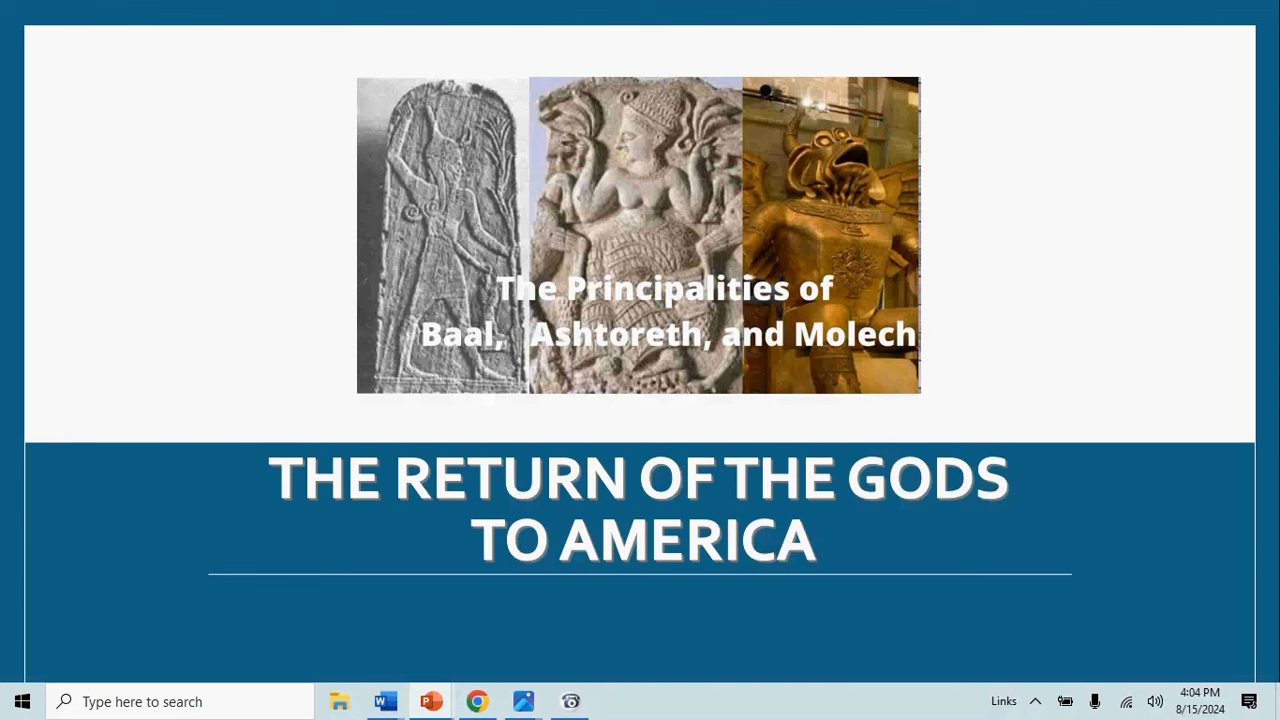 The Principalities of
Baal, Ashtoreth, and Molech
THE RETURN OF THE GODS
TO AMERICA
Type here to search
Links
4:04 PM
8/15/2024